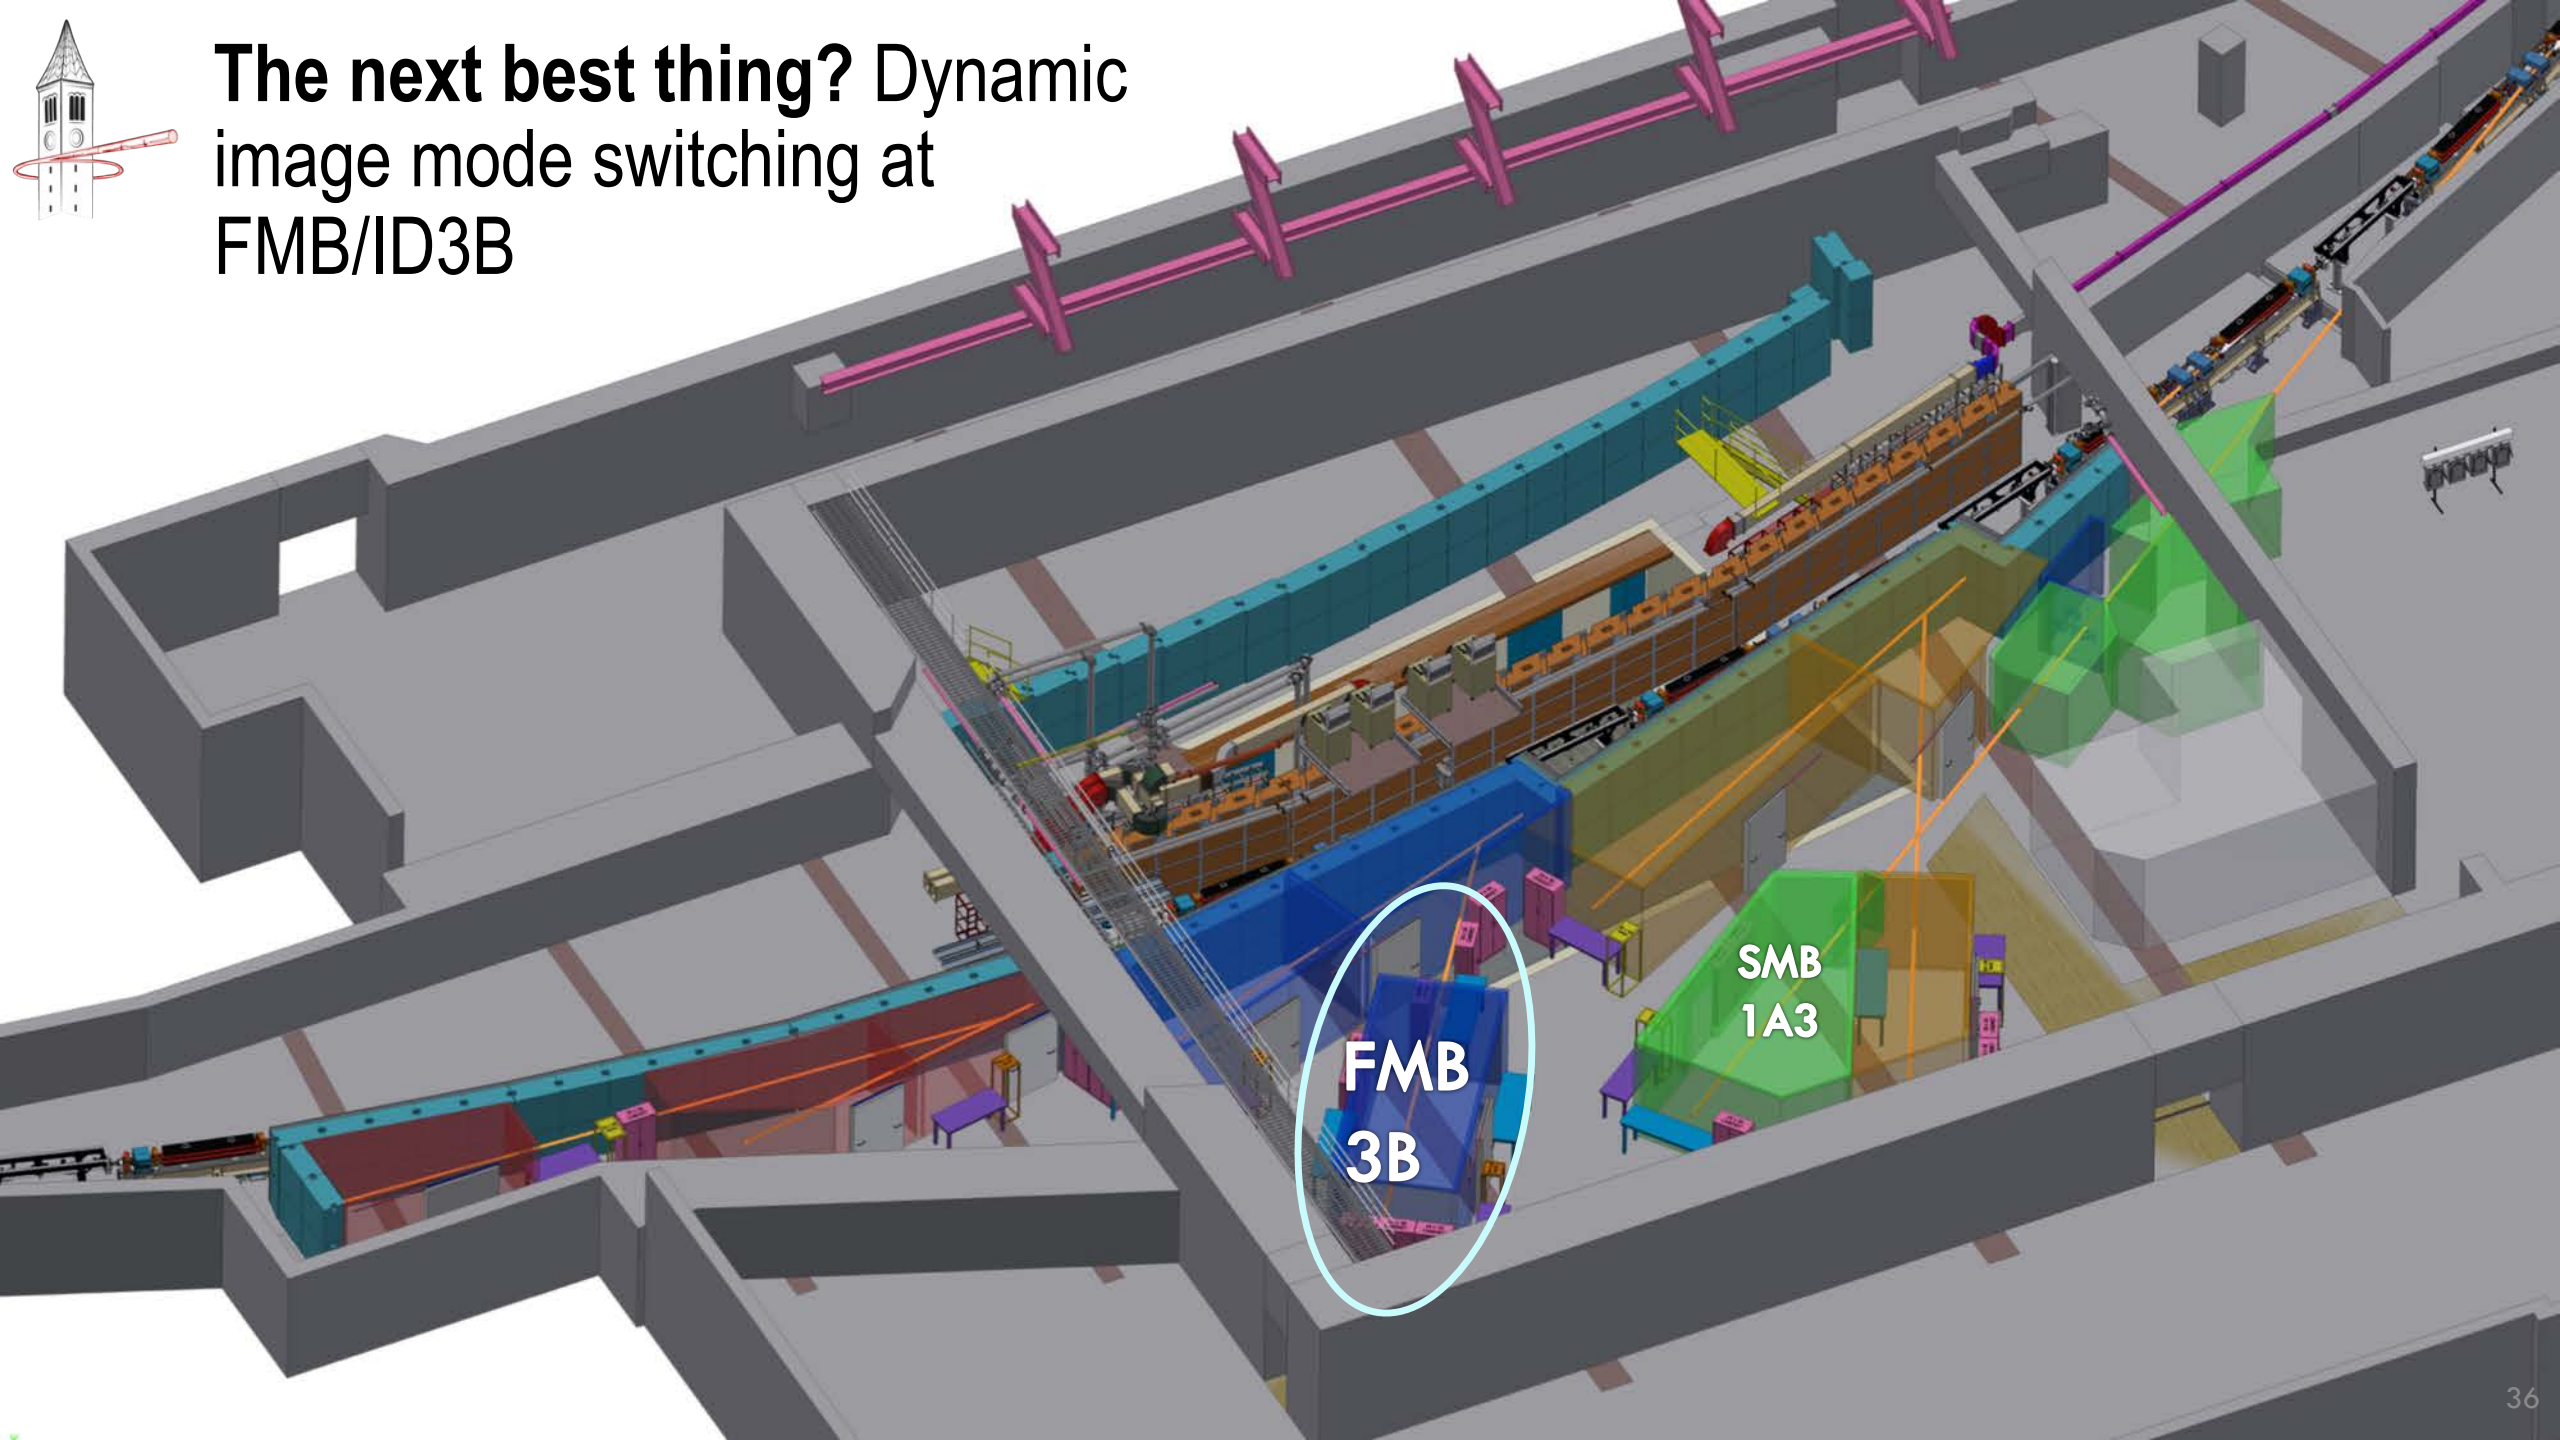 The next best thing? Dynamic
image mode switching at
FMB/ID3B
SMB
1A3
FMB
3B
36